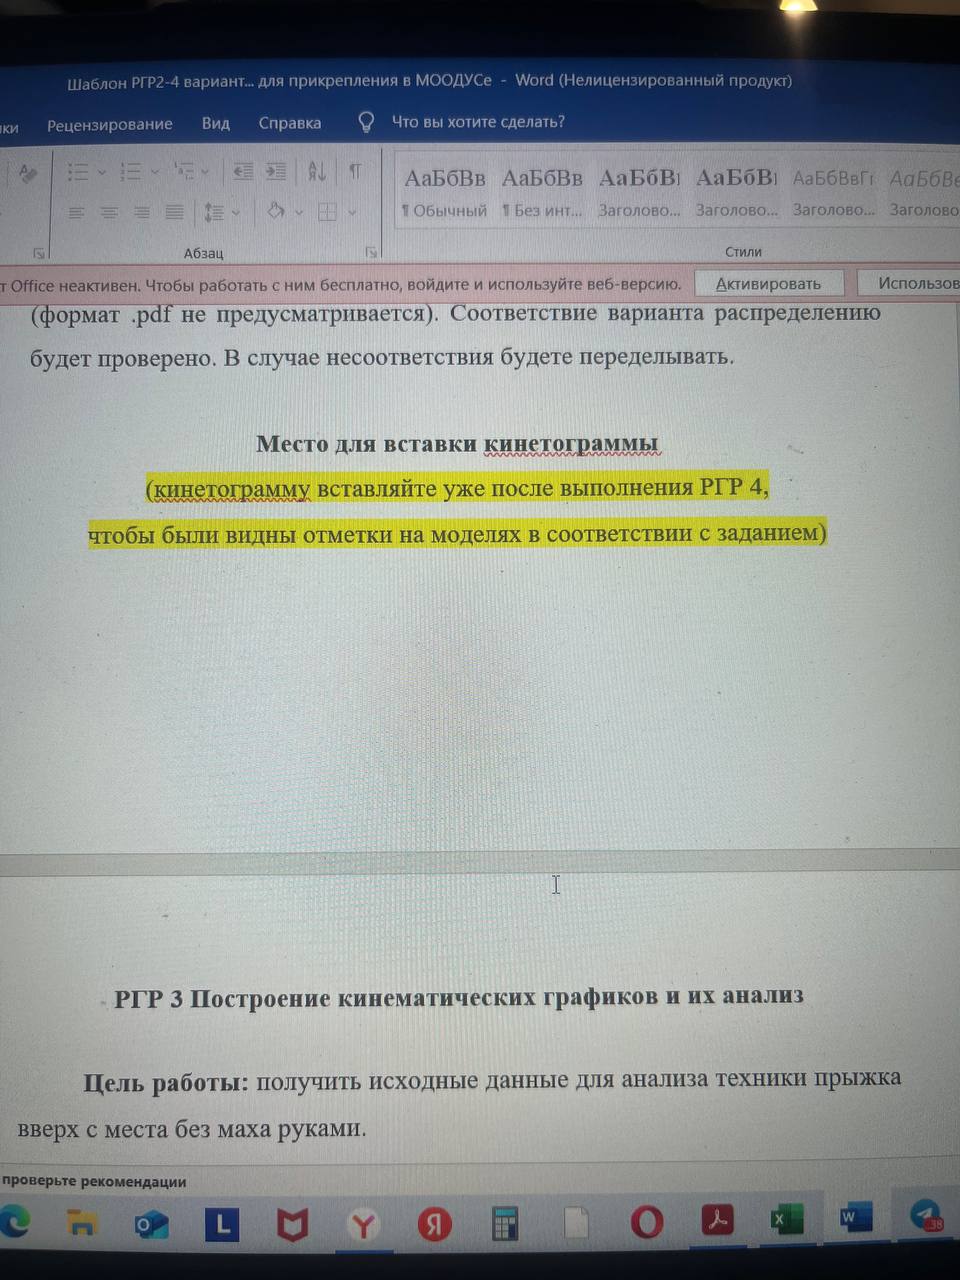 Шаблон РГР2-4 вариант... для прикрепления в МООДУСе - Word (Нелицензированный продукт)
ки Рецензирование Вид Справка Что вы хотите сделать?
АаБбВв АаБбВв АаБбВ АаБбВ АаБбВвГг АаБбВв
¶ Обычный ¶ Без инт... Заголово... Заголово... Заголово... Заголово
Абзац Стили
т Office неактивен. Чтобы работать с ним бесплатно, войдите и используйте веб-версию. Активировать Использов
(формат .pdf не предусматривается). Соответствие варианта распределению
будет проверено. В случае несоответствия будете переделывать.
Место для вставки кинетограммы
(кинетограмму вставляйте уже после выполнения РГР 4,
чтобы были видны отметки на моделях в соответствии с заданием)
РГР 3 Построение кинематических графиков и их анализ
Цель работы: получить исходные данные для анализа техники прыжка
вверх с места без маха руками.
проверьте рекомендации
38